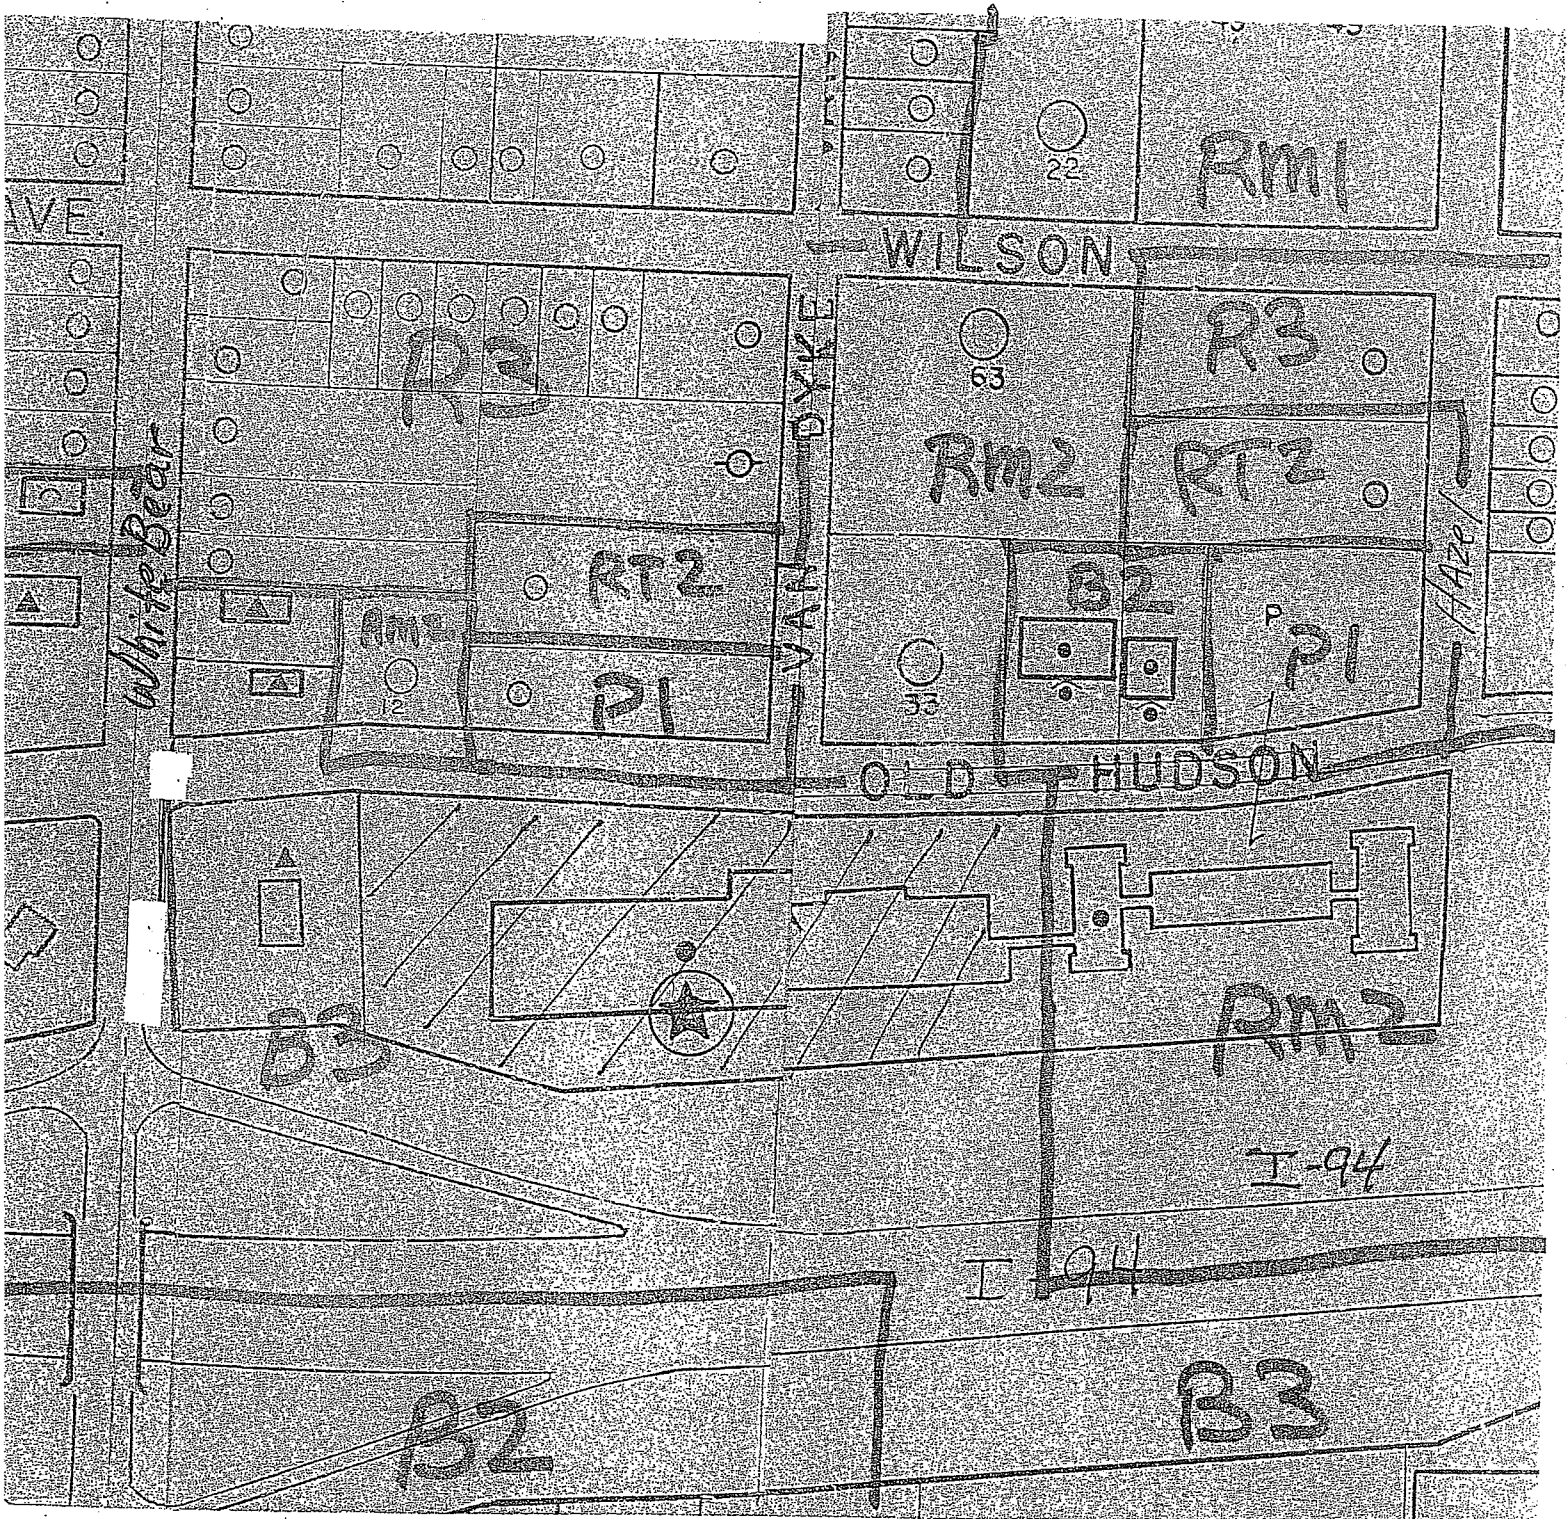 22
RM1
AVE.
WILSON
R3
R3
VAN DYKE
63
RM2
RT2
White Bear
Hazel
RT2
B2
RM2
P
P1
P1
12
33
OLD HUDSON
B3
RM2
I-94
I 94
B2
B3